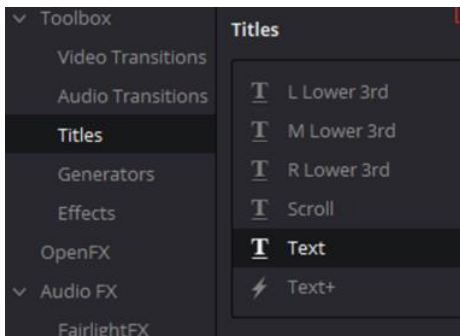 Toolbox
Video Transitions
Audio Transitions
Titles
Generators
Effects
OpenFX
Audio FX
FairlightFX
Titles
L Lower 3rd
M Lower 3rd
R Lower 3rd
Scroll
Text
Text+